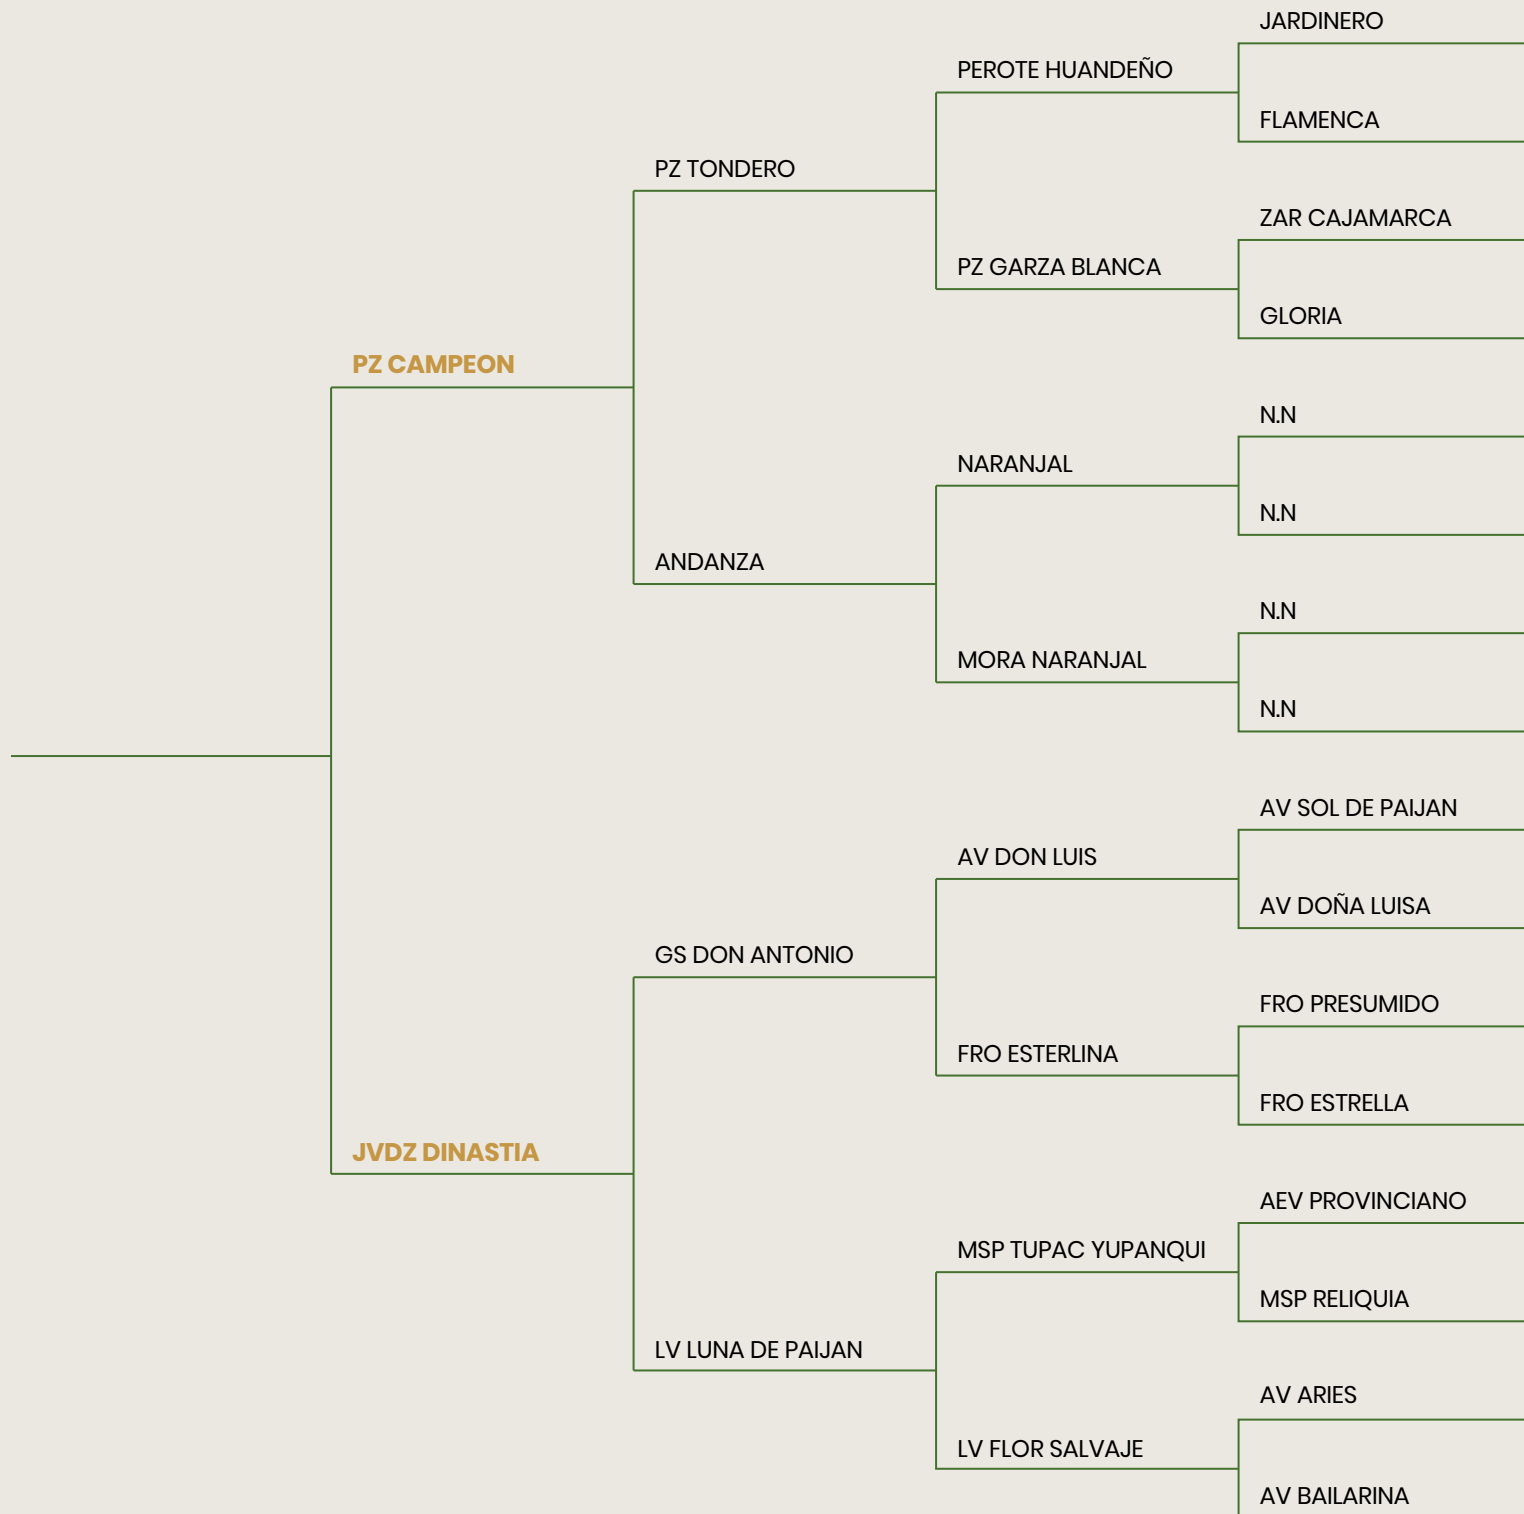 JARDINERO
PEROTE HUANDEÑO
FLAMENCA
PZ TONDERO
ZAR CAJAMARCA
PZ GARZA BLANCA
GLORIA
PZ CAMPEON
N.N
NARANJAL
N.N
ANDANZA
N.N
MORA NARANJAL
N.N
AV SOL DE PAIJAN
AV DON LUIS
AV DOÑA LUISA
GS DON ANTONIO
FRO PRESUMIDO
FRO ESTERLINA
FRO ESTRELLA
JVDZ DINASTIA
AEV PROVINCIANO
MSP TUPAC YUPANQUI
MSP RELIQUIA
LV LUNA DE PAIJAN
AV ARIES
LV FLOR SALVAJE
AV BAILARINA